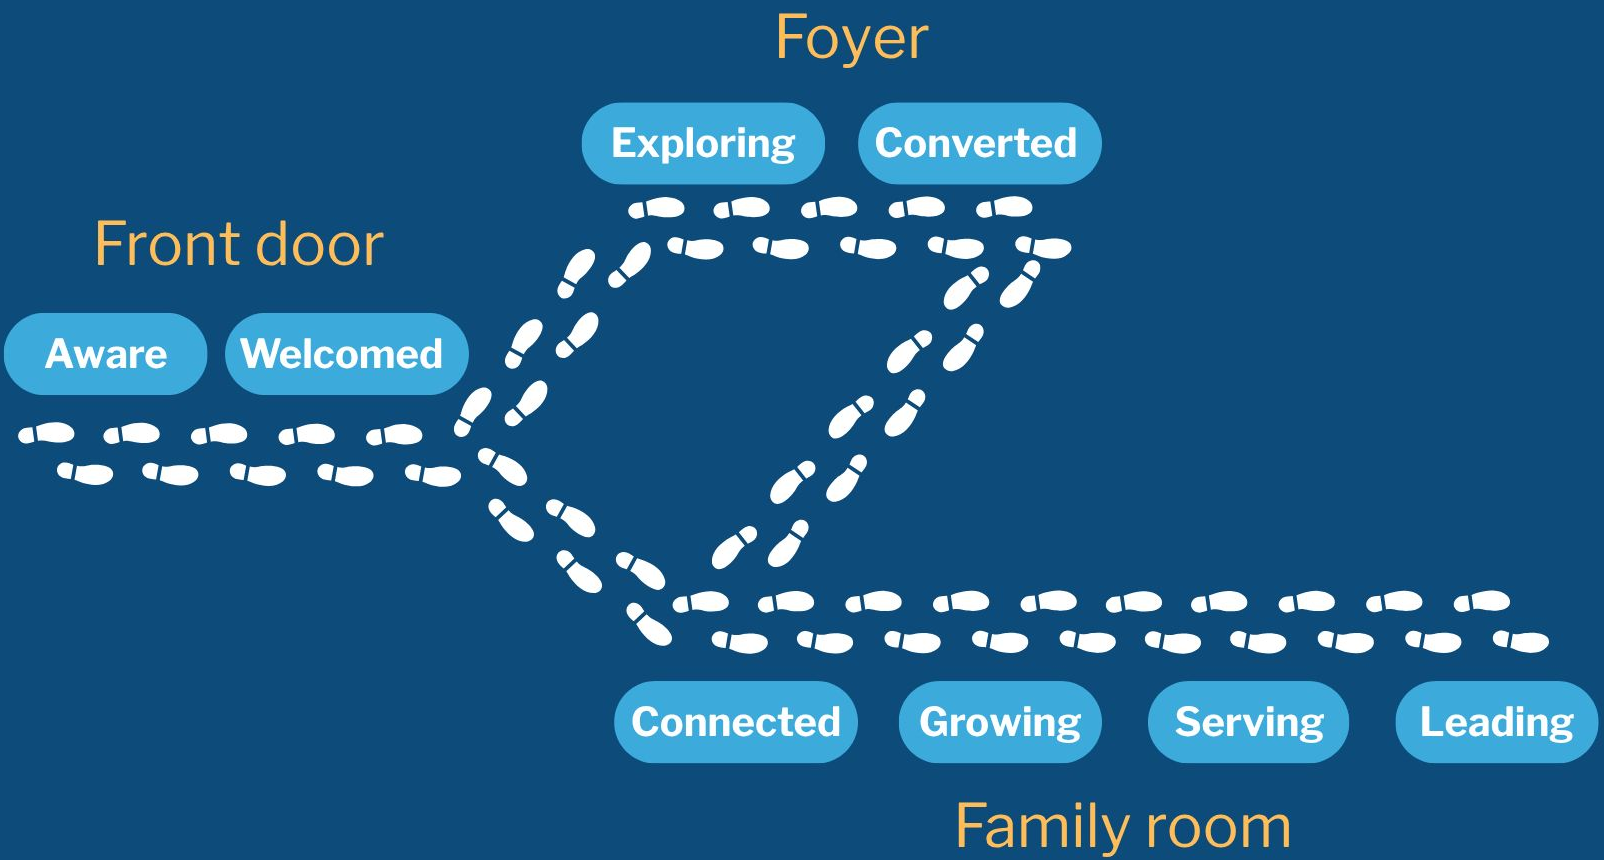 Foyer
Exploring
Converted
Front door
Aware
Welcomed
Connected
Growing
Serving
Leading
Family room